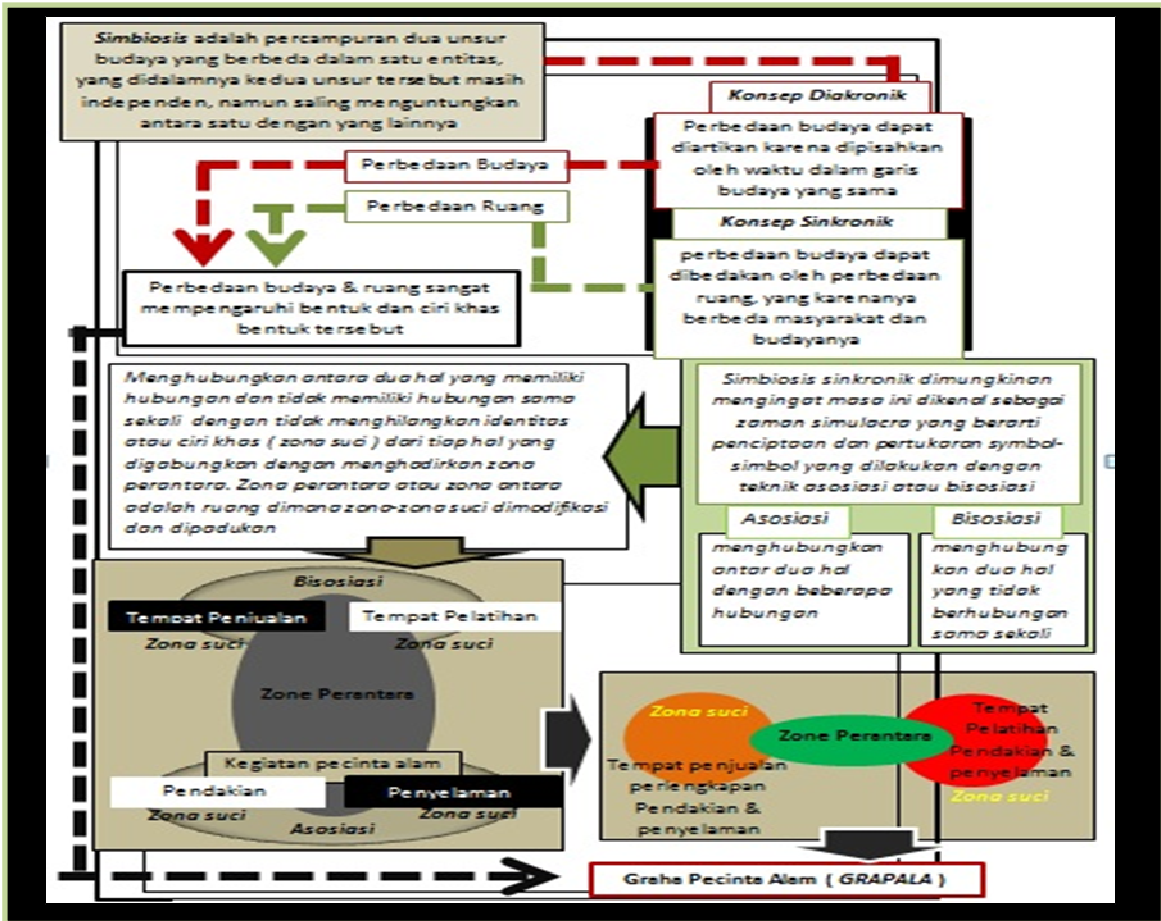 Simbiosis adalah percampuran dua unsur
budaya yang berbeda dalam satu entitas,
yang didalamnya kedua unsur tersebut masih
independen, namun saling menguntungkan
antara satu dengan yang lainnya
Konsep Diakronik
Perbedaan budaya dapat
diartikan karena dipisahkan
oleh waktu dalam garis
budaya yang sama
Perbedaan Budaya
Perbedaan Ruang
Konsep Sinkronik
perbedaan budaya dapat
dibedakan oleh perbedaan
ruang, yang karenanya
berbeda masyarakat dan
budayanya
Perbedaan budaya & ruang sangat
mempengaruhi bentuk dan ciri khas
bentuk tersebut
Menghubungkan antara dua hal yang memiliki
hubungan dan tidak memiliki hubungan sama
sekali dengan tidak menghilangkan identitas
atau ciri khas ( zona suci ) dari tiap hal yang
digabungkan dengan menghadirkan zona
perantara. Zona perantara atau zona antara
adalah ruang dimana zona-zona suci dimodifikasi
dan dipadukan
Simbiosis sinkronik dimungkinan
mengingat masa ini dikenal sebagai
zaman simulacra yang berarti
penciptaan dan pertukaran symbol-
simbol yang dilakukan dengan
teknik asosiasi atau bisosiasi
Asosiasi
menghubungkan
antar dua hal
dengan beberapa
hubungan
Bisosiasi
menghubung
kan dua hal
yang tidak
berhubungan
sama sekali
Bisosiasi
Tempat Penjualan
Tempat Pelatihan
Zona suci
Zona suci
Zone Perantara
Kegiatan pecinta alam
Pendakian
Penyelaman
Zona suci
Zona suci
Asosiasi
Zona suci
Tempat penjualan
perlengkapan
Pendakian &
penyelaman
Zone Perantara
Tempat
Pelatihan
Pendakian &
penyelaman
Zona suci
Graha Pecinta Alam ( GRAPALA )